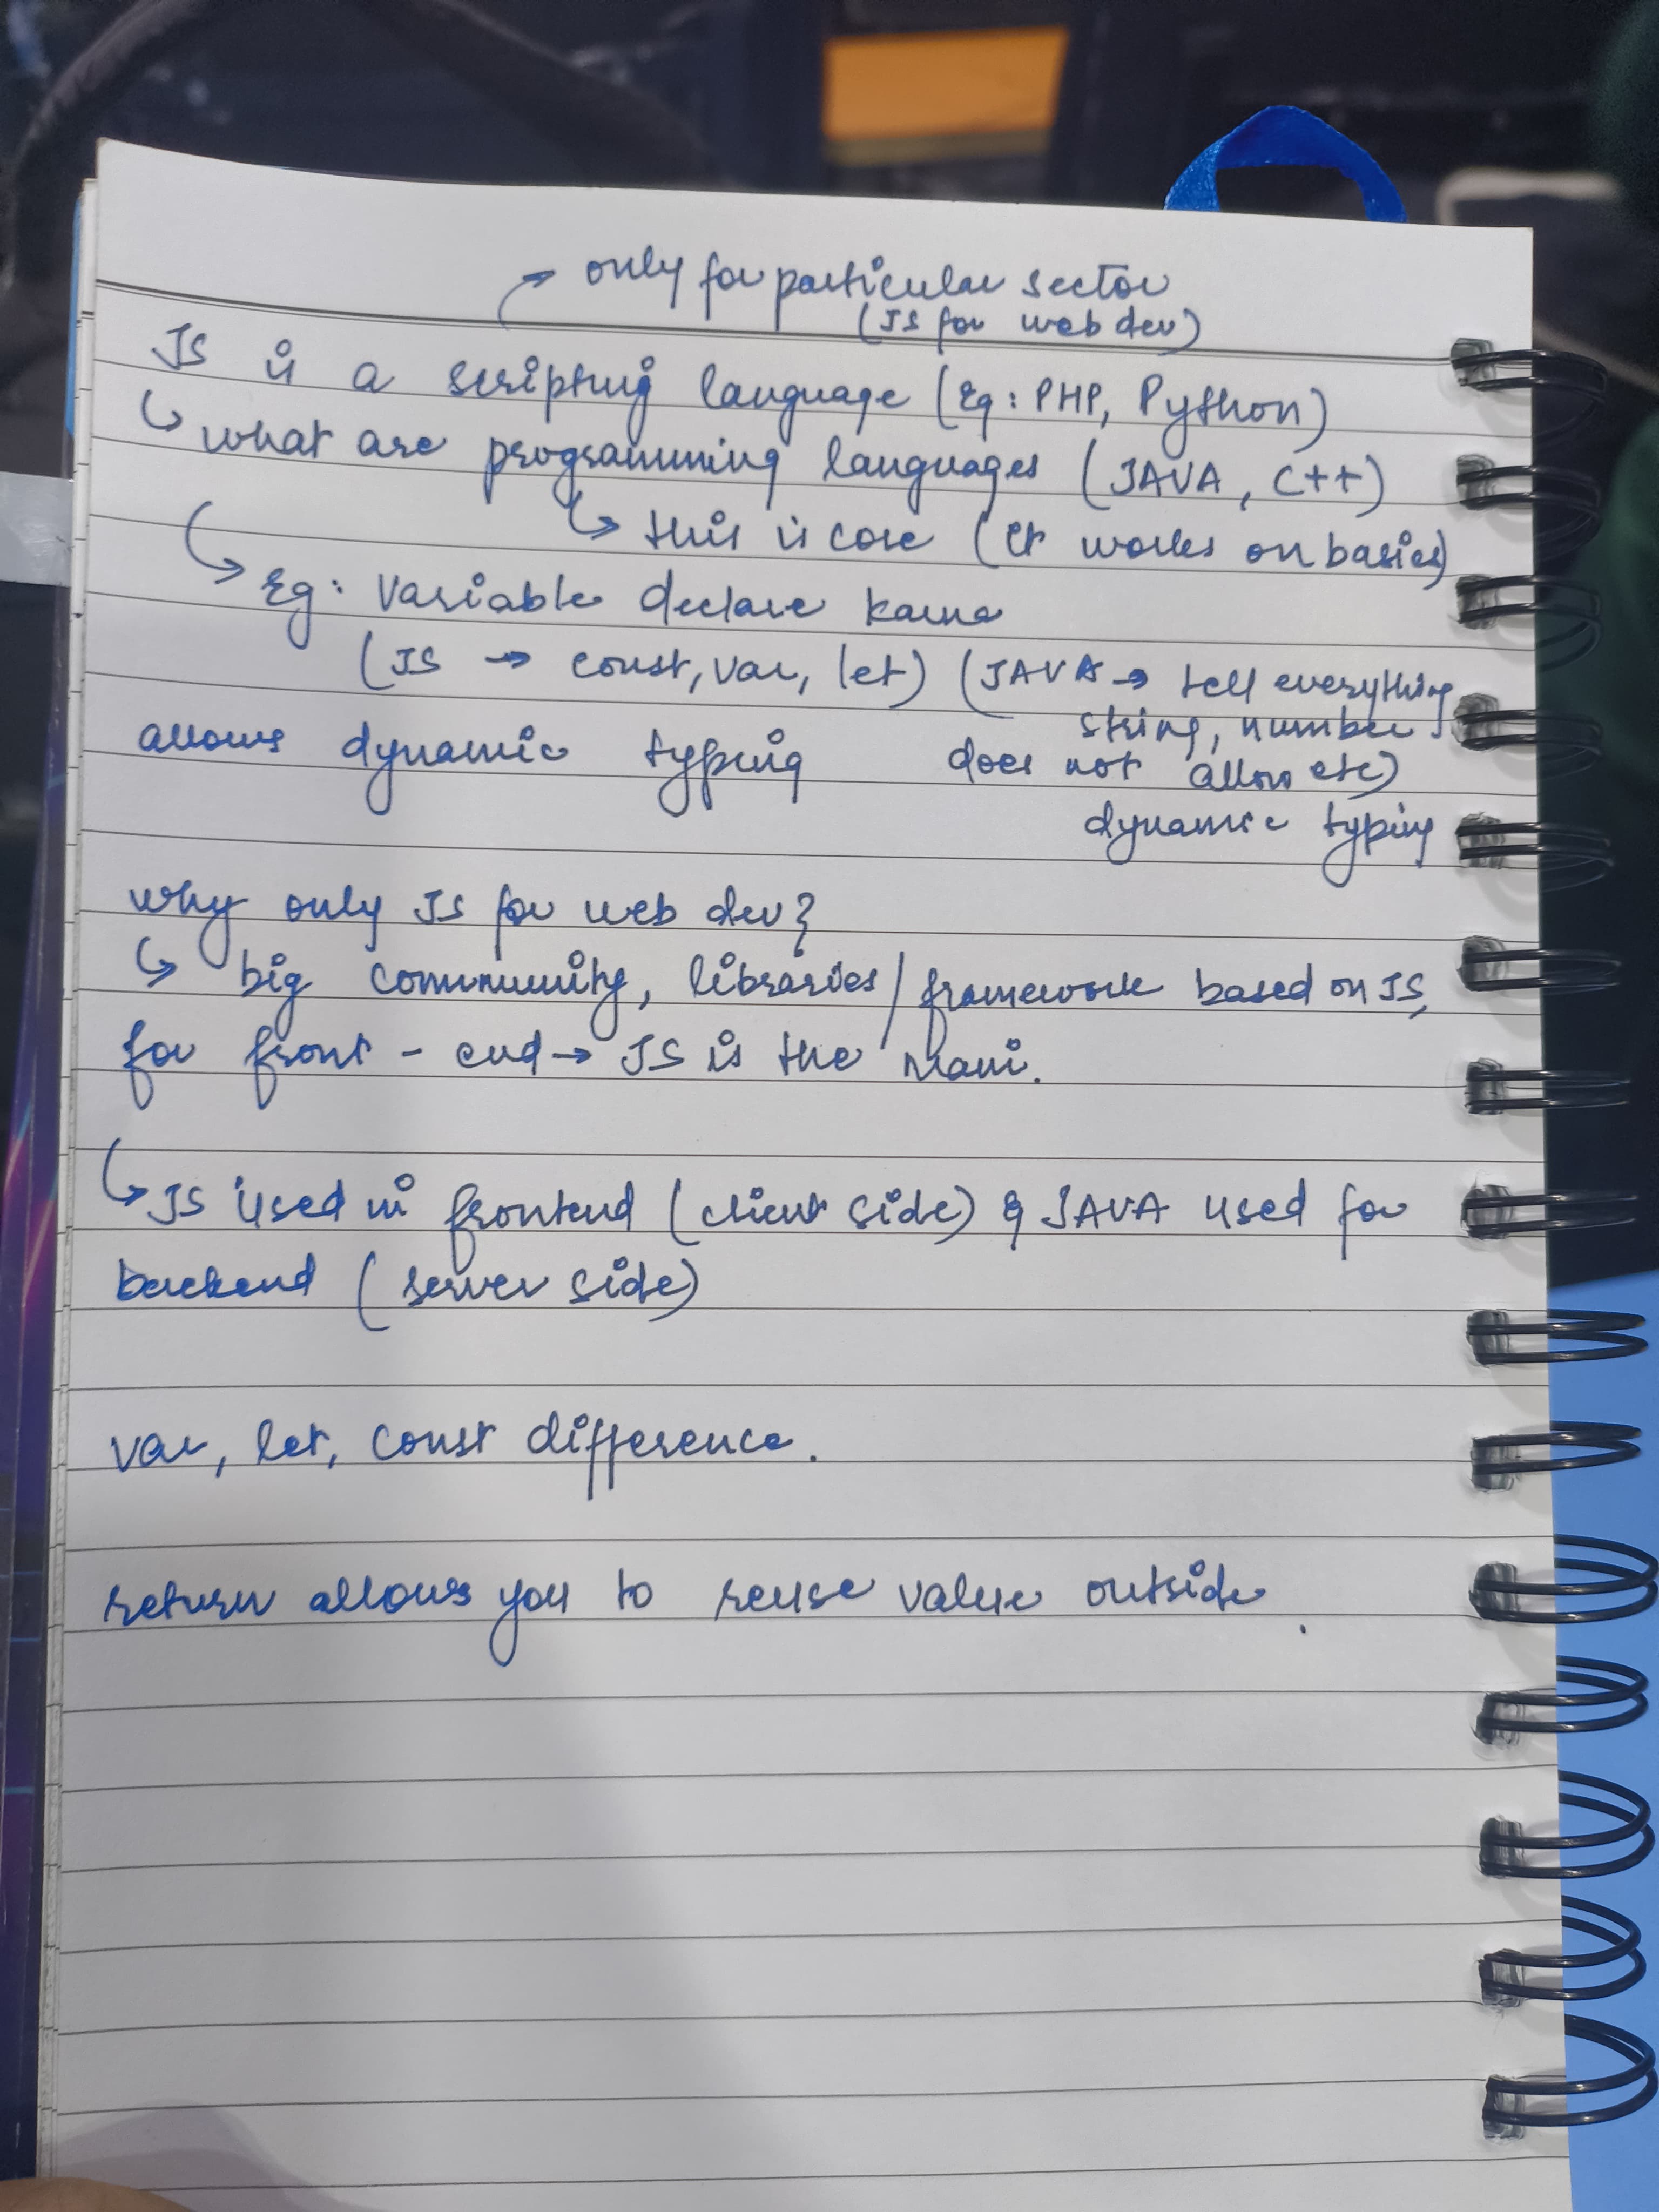 only for particular sector
(JS for web dev)
JS is a scripting language (Eg: PHP, Python)
↳ what are programming languages (JAVA, C++)
↳ this is core (it works on basics)
↳ Eg: Variable declare karna
(JS → const, var, let) (JAVA → tell everything
string, number
allows dynamic typing does not allow etc)
dynamic typing
why only JS for web dev?
↳ big community, libraries/framework based on JS,
for front-end → JS is the main.
↳ JS used in frontend (client side) & JAVA used for
backend (server side)
var, let, const difference.
return allows you to reuse value outside.